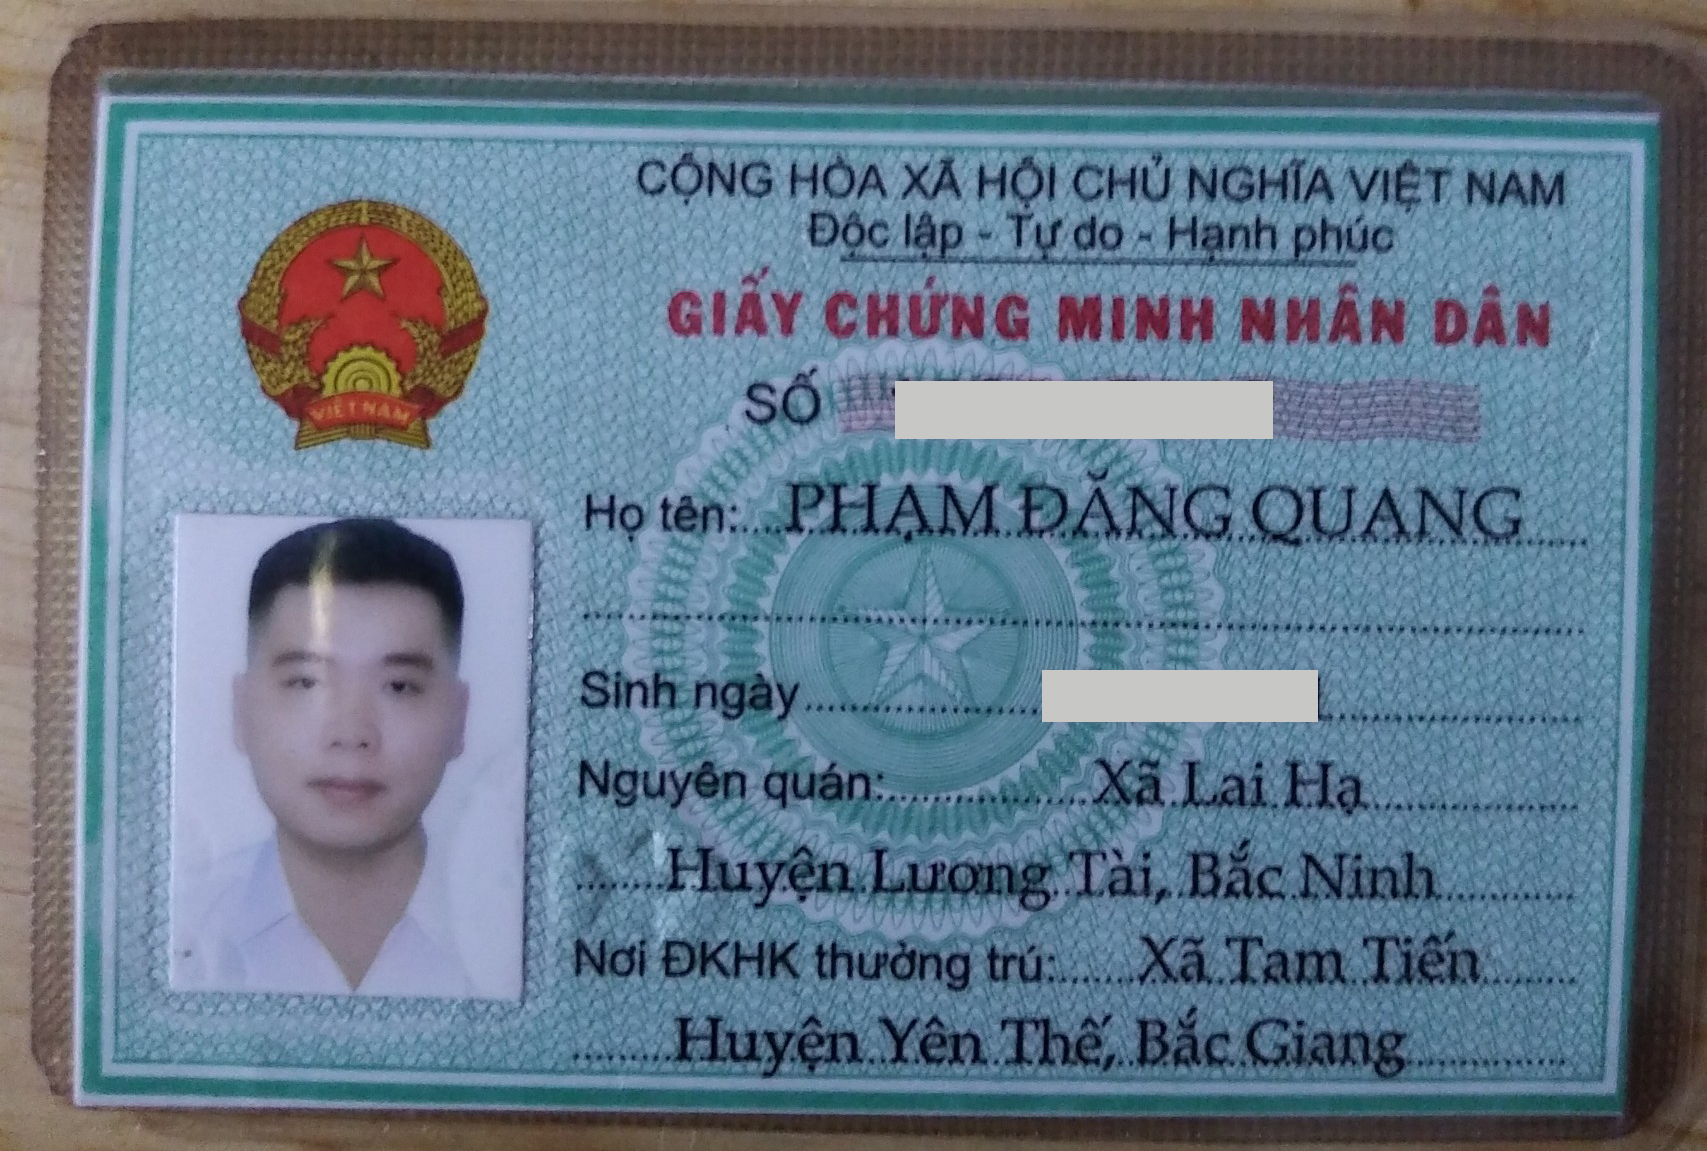 CỘNG HÒA XÃ HỘI CHỦ NGHĨA VIỆT NAM
Độc lập - Tự do - Hạnh phúc
GIẤY CHỨNG MINH NHÂN DÂN
SỐ
VIỆT NAM
Họ tên: PHẠM ĐĂNG QUANG
Sinh ngày
Nguyên quán: Xã Lai Hạ
Huyện Lương Tài, Bắc Ninh
Nơi ĐKHK thường trú: Xã Tam Tiến
Huyện Yên Thế, Bắc Giang